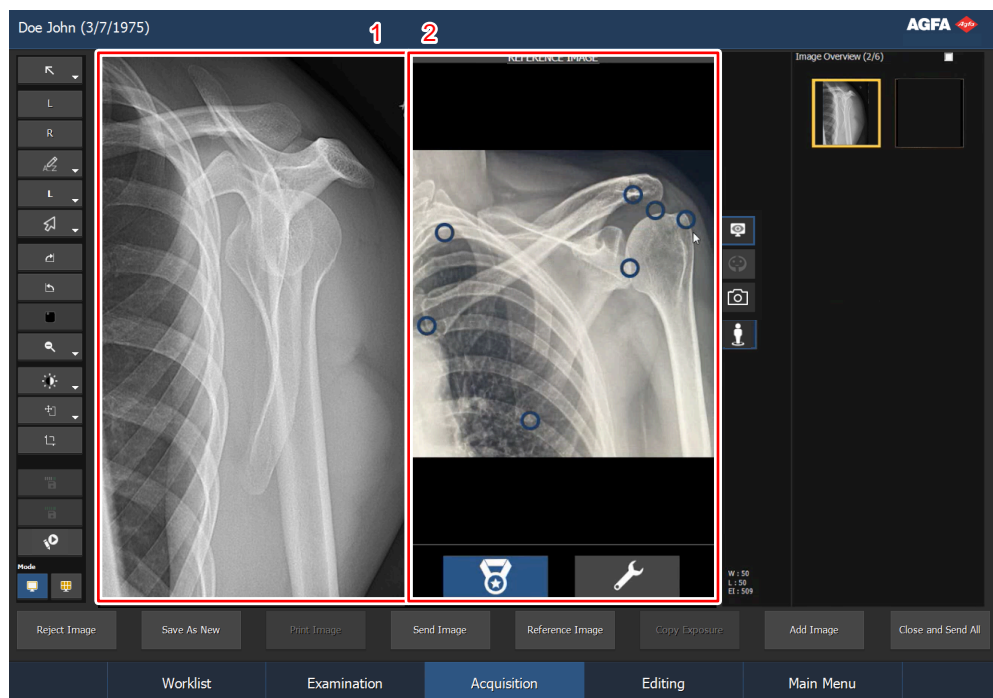 Doe John (3/7/1975)
AGFA
Agfa
1
2
REFERENCE IMAGE
Image Overview (2/6)
L
R
A-Z
L
Mode
W : 50
L : 50
EI : 509
Reject Image
Save As New
Print Image
Send Image
Reference Image
Copy Exposure
Add Image
Close and Send All
Worklist
Examination
Acquisition
Editing
Main Menu